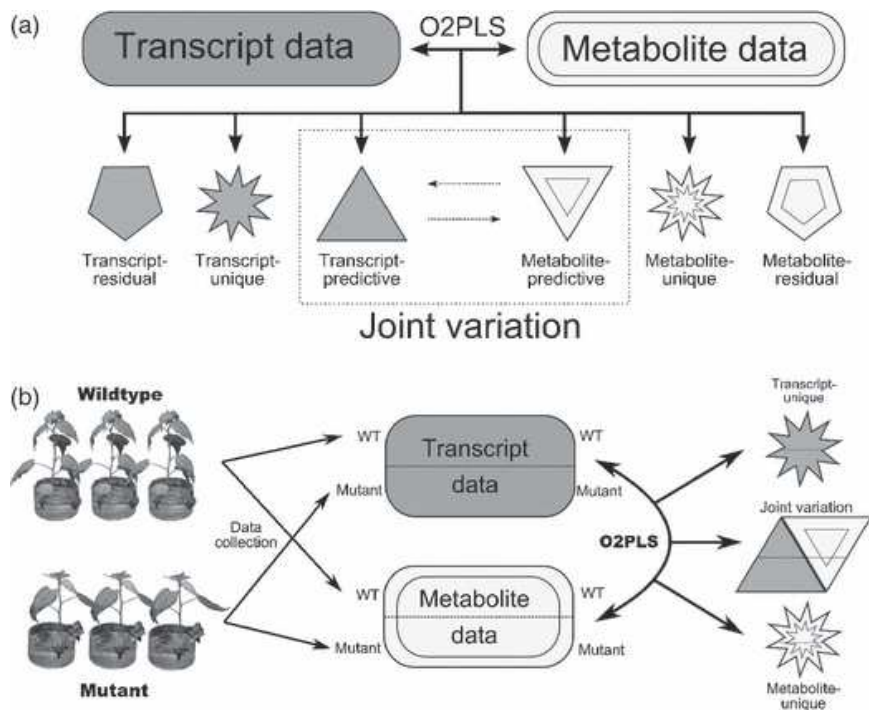 (a)
Transcript data
O2PLS
Metabolite data
Transcript-
residual
Transcript-
unique
Transcript-
predictive
Metabolite-
predictive
Metabolite-
unique
Metabolite-
residual
Joint variation
(b)
Wildtype
Mutant
Data
collection
WT
Mutant
Transcript
data
WT
Mutant
WT
Mutant
Metabolite
data
WT
Mutant
O2PLS
Transcript-
unique
Joint variation
Metabolite-
unique